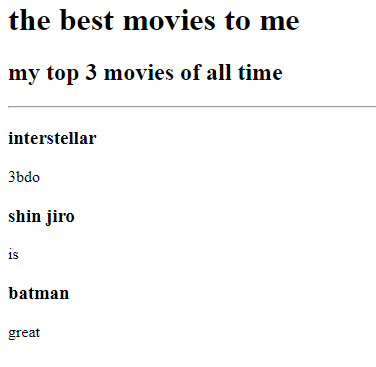 the best movies to me
my top 3 movies of all time
interstellar
3bdo
shin jiro
is
batman
great